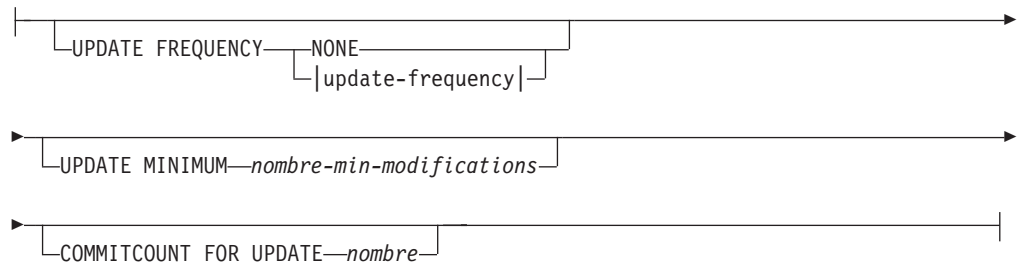 UPDATE FREQUENCY NONE
update-frequency
UPDATE MINIMUM nombre-min-modifications
COMMITCOUNT FOR UPDATE nombre